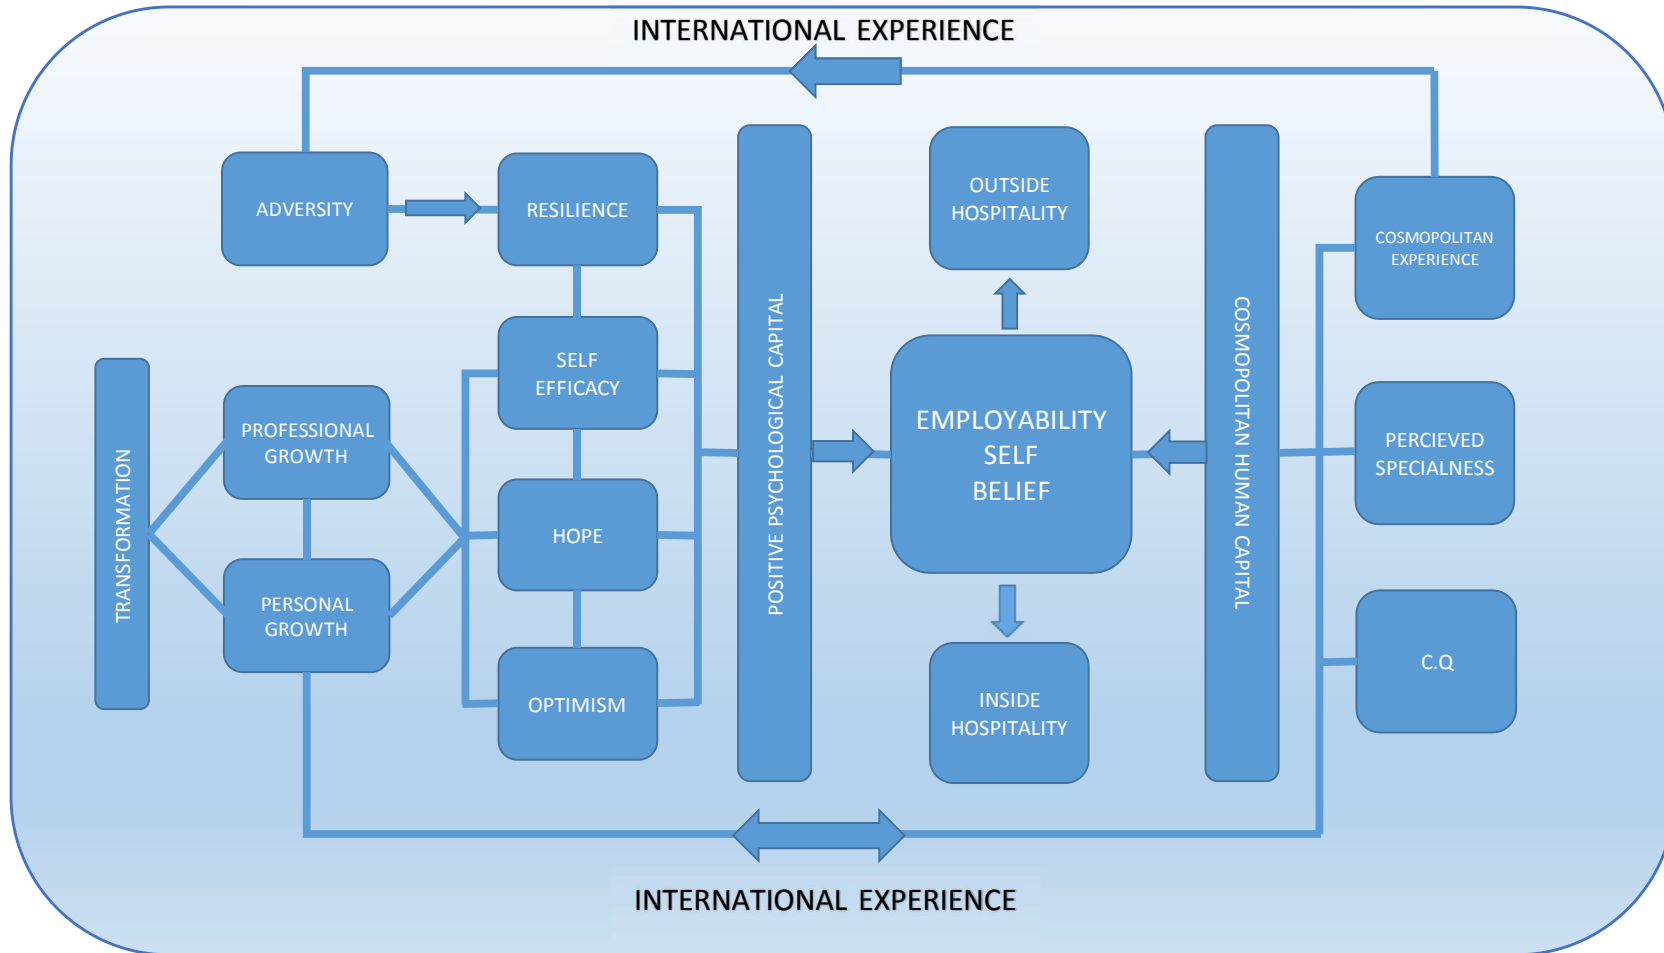 INTERNATIONAL EXPERIENCE
ADVERSITY
RESILIENCE
OUTSIDE
HOSPITALITY
COSMOPOLITAN
EXPERIENCE
SELF
EFFICACY
PROFESSIONAL
GROWTH
TRANSFORMATION
POSITIVE PSYCHOLOGICAL CAPITAL
EMPLOYABILITY
SELF
BELIEF
COSMOPOLITAN HUMAN CAPITAL
PERCIEVED
SPECIALNESS
HOPE
PERSONAL
GROWTH
OPTIMISM
INSIDE
HOSPITALITY
C.Q
INTERNATIONAL EXPERIENCE